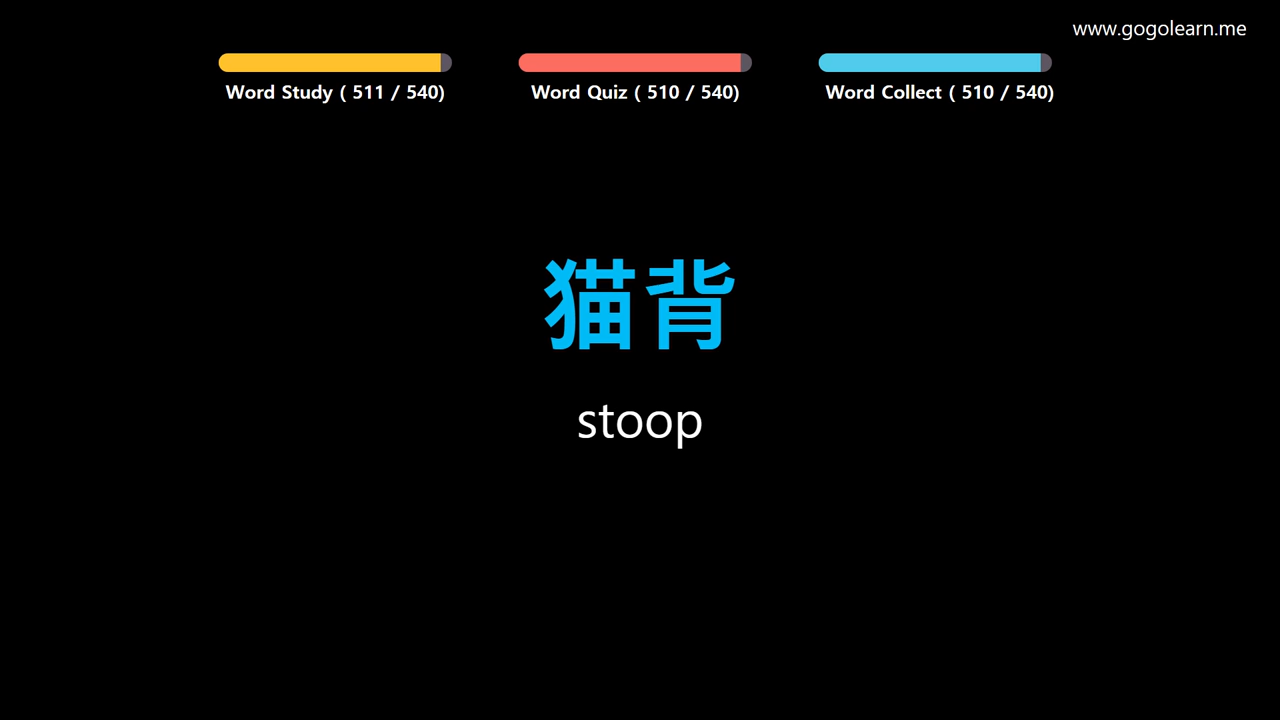 www.gogolearn.me
Word Study ( 511 / 540)
Word Quiz ( 510 / 540)
Word Collect ( 510 / 540)
猫背
stoop